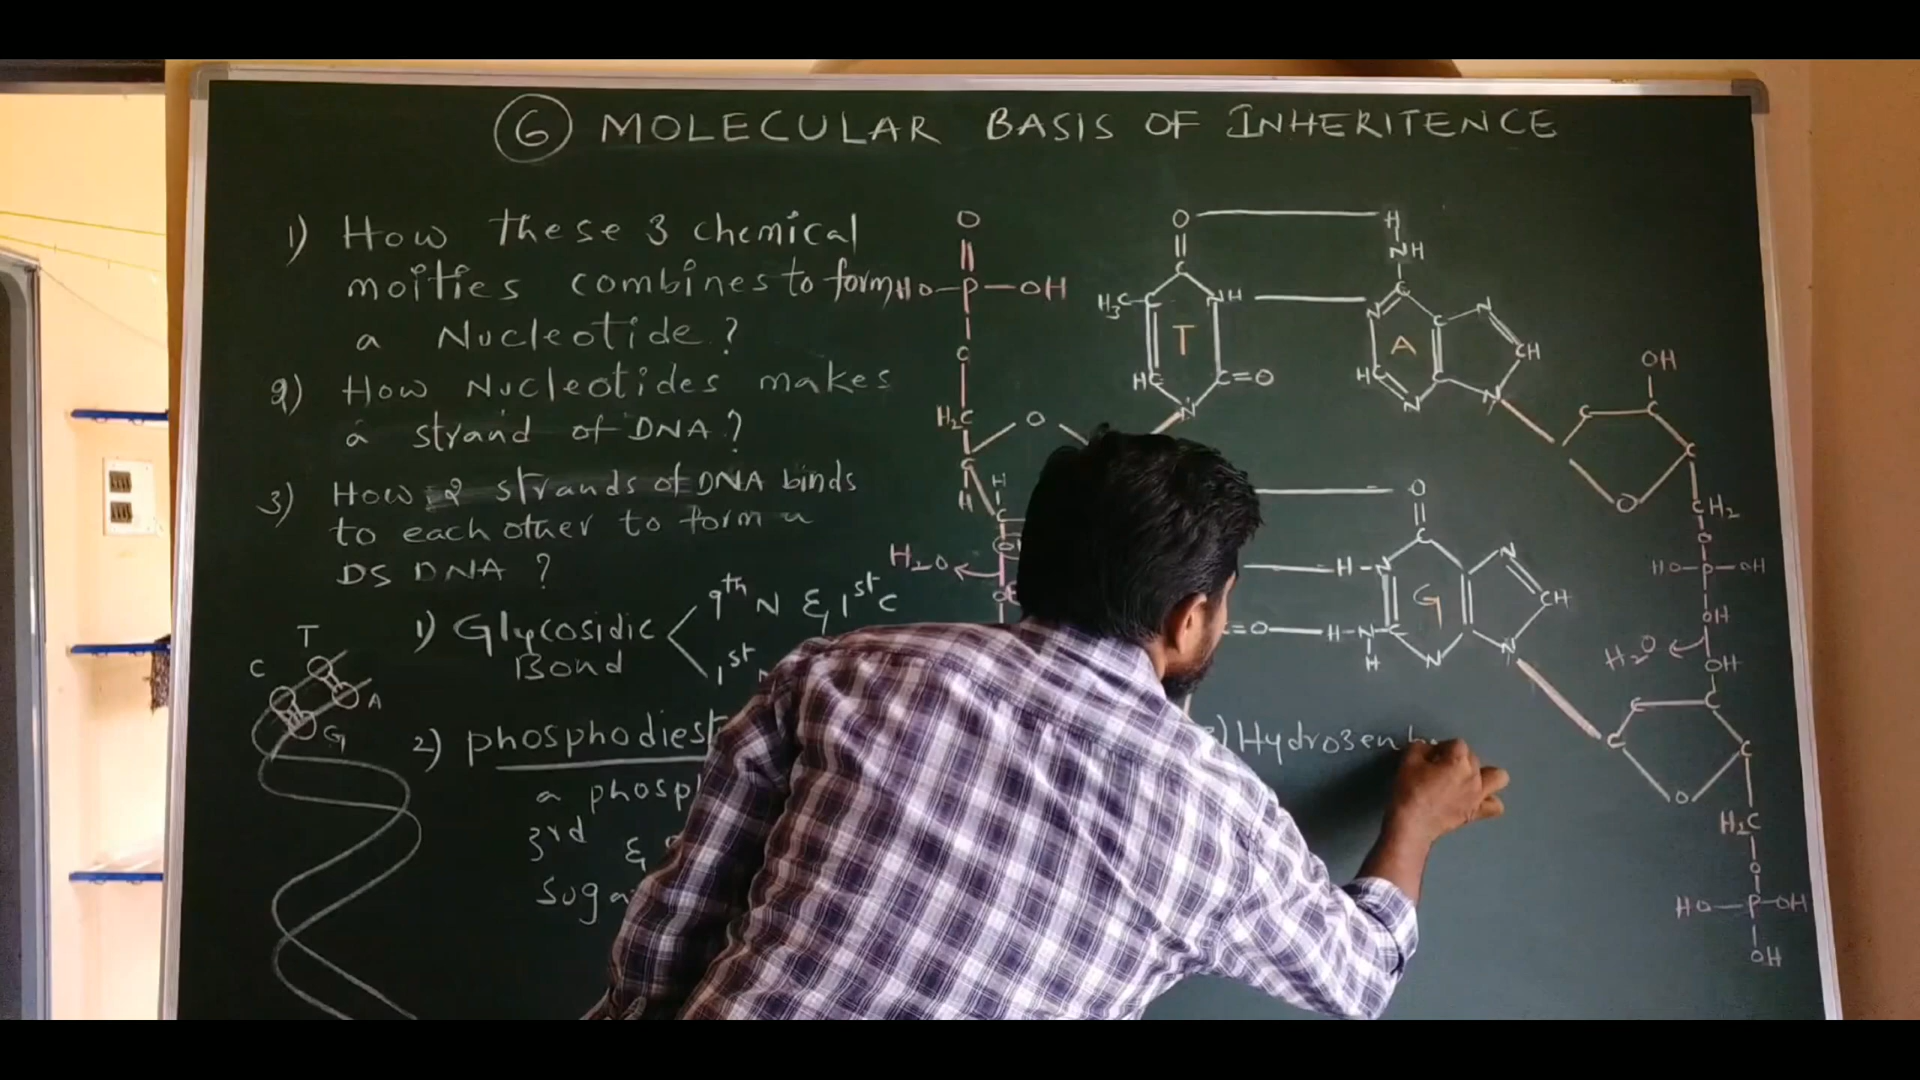 6 MOLECULAR BASIS OF INHERITENCE
1) How these 3 chemical
moities combines to form
a Nucleotide?
2) How Nucleotides makes
a strand of DNA?
3) How 2 strands of DNA binds
to each other to form a
DS DNA ?
1) Glycosidic
Bond
9th N & 1st C
1st
2) phosphodiest
a phosp
3rd &
Suga
3) Hydrogen
T
C
A
G
O
HO-P-OH
O
H2C
O
C
H
H
C
H2O
O
C
H3C
NH
T
HC
C=O
N
H
NH
C
N
A
C
N
CH
HC
N
C
N
OH
C
C
C
O
CH2
O
HO-P-OH
O
OH
H2O
OH
O
C
H-N
G
C
N
CH
=O
H-N-C
H
N
C
N
C
C
C
C
O
H2C
O
HO-P-OH
OH